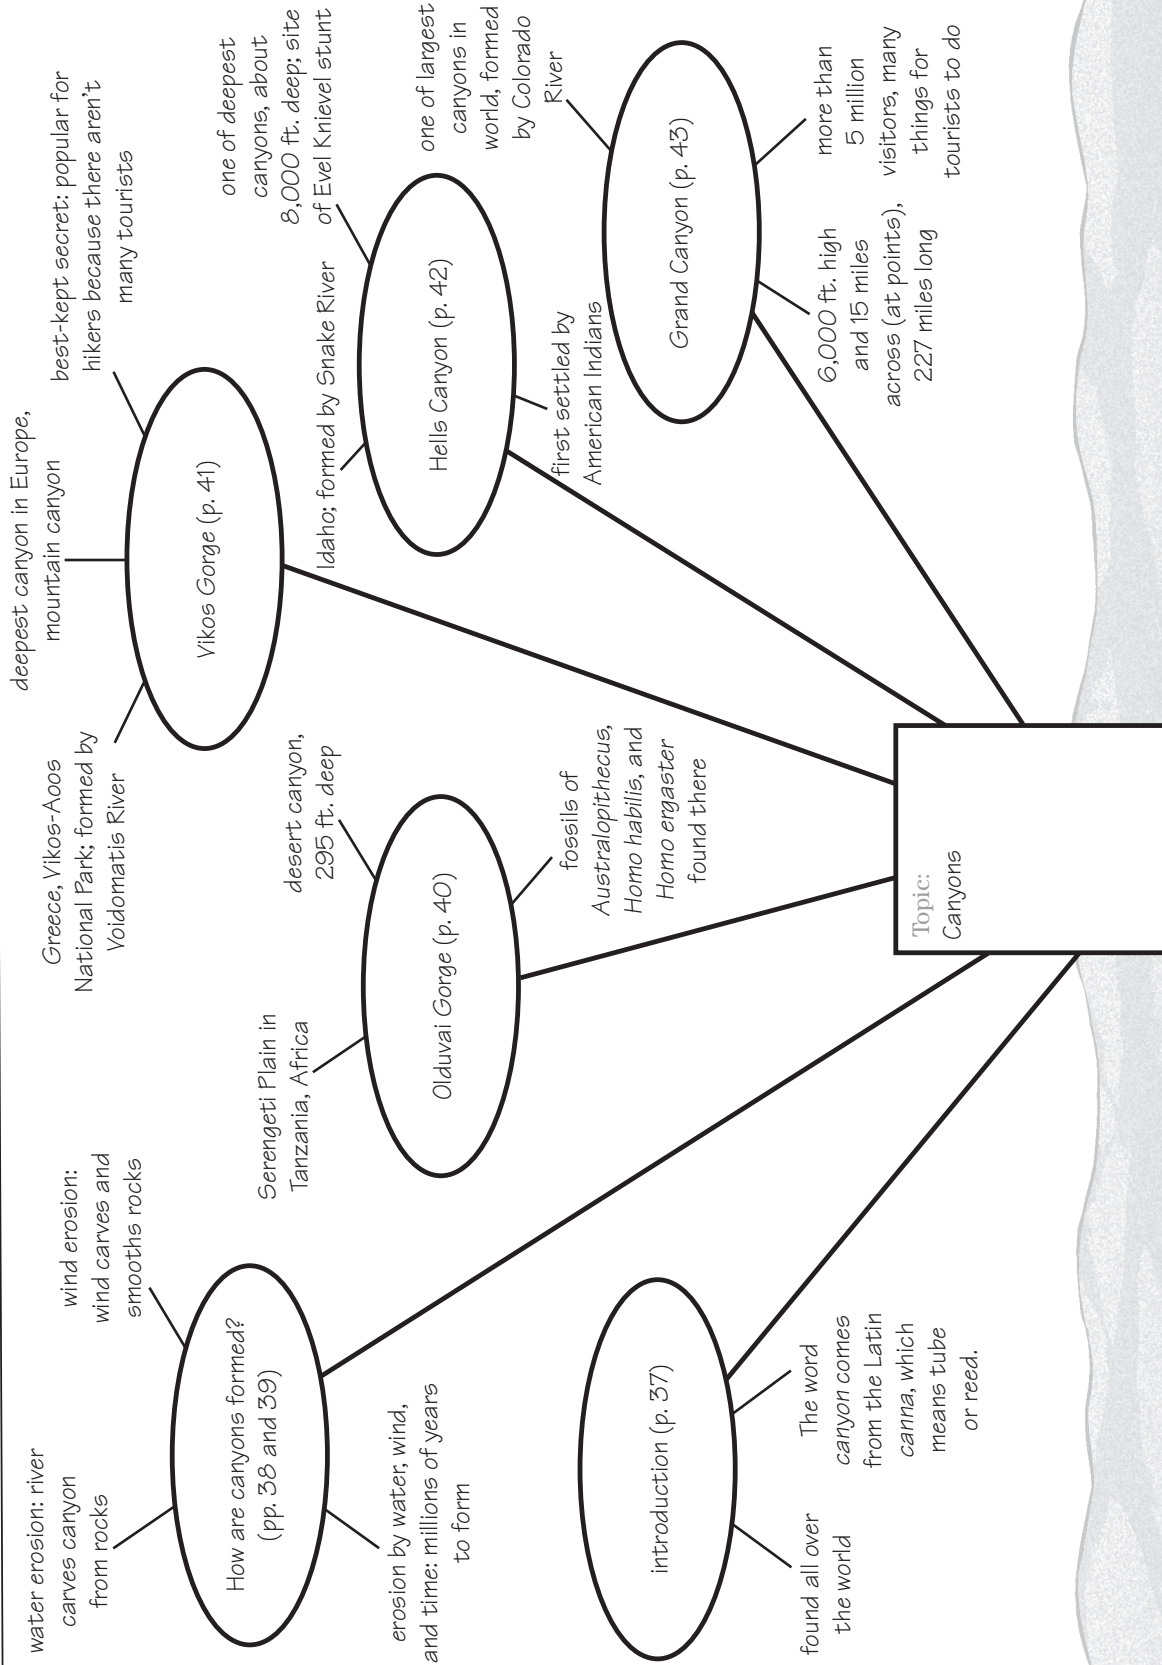 water erosion: river
carves canyon
from rocks
wind erosion:
wind carves and
smooths rocks
How are canyons formed?
(pp. 38 and 39)
erosion by water, wind,
and time: millions of years
to form
introduction (p. 37)
found all over
the world
The word
canyon comes
from the Latin
canna, which
means tube
or reed.
Serengeti Plain in
Tanzania, Africa
desert canyon,
295 ft. deep
Olduvai Gorge (p. 40)
fossils of
Australopithecus,
Homo habilis, and
Homo ergaster
found there
Greece, Vikos-Aoos
National Park; formed by
Voidomatis River
deepest canyon in Europe,
mountain canyon
best-kept secret: popular for
hikers because there aren't
many tourists
Vikos Gorge (p. 41)
Idaho; formed by Snake River
one of deepest
canyons, about
8,000 ft. deep; site
of Evel Knievel stunt
Hells Canyon (p. 42)
first settled by
American Indians
one of largest
canyons in
world, formed
by Colorado
River
Grand Canyon (p. 43)
6,000 ft. high
and 15 miles
across (at points),
227 miles long
more than
5 million
visitors, many
things for
tourists to do
Topic:
Canyons